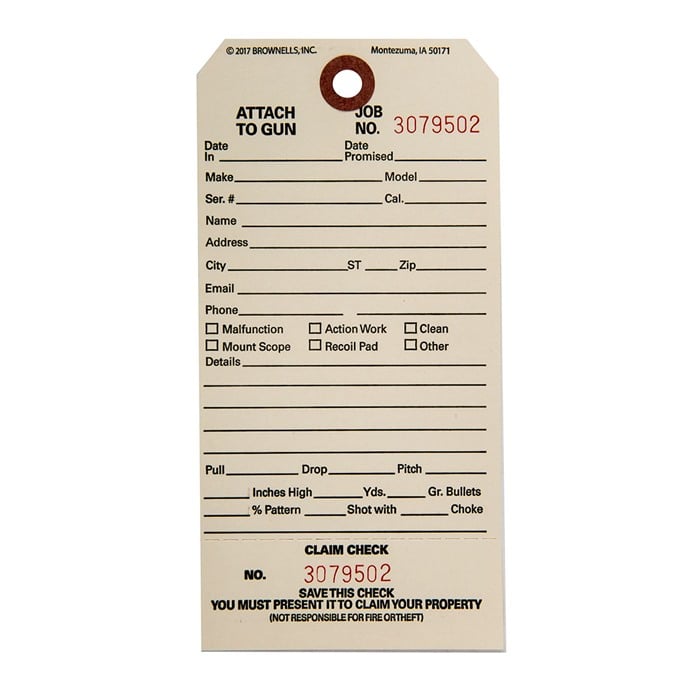 © 2017 BROWNELLS, INC. Montezuma, IA 50171
ATTACH TO GUN
JOB NO. 3079502
Date In Date Promised
Make Model
Ser. # Cal.
Name
Address
City ST Zip
Email
Phone
Malfunction Action Work Clean
Mount Scope Recoil Pad Other
Details
Pull Drop Pitch
Inches High Yds. Gr. Bullets
% Pattern Shot with Choke
CLAIM CHECK
NO. 3079502
SAVE THIS CHECK
YOU MUST PRESENT IT TO CLAIM YOUR PROPERTY
(NOT RESPONSIBLE FOR FIRE OR THEFT)